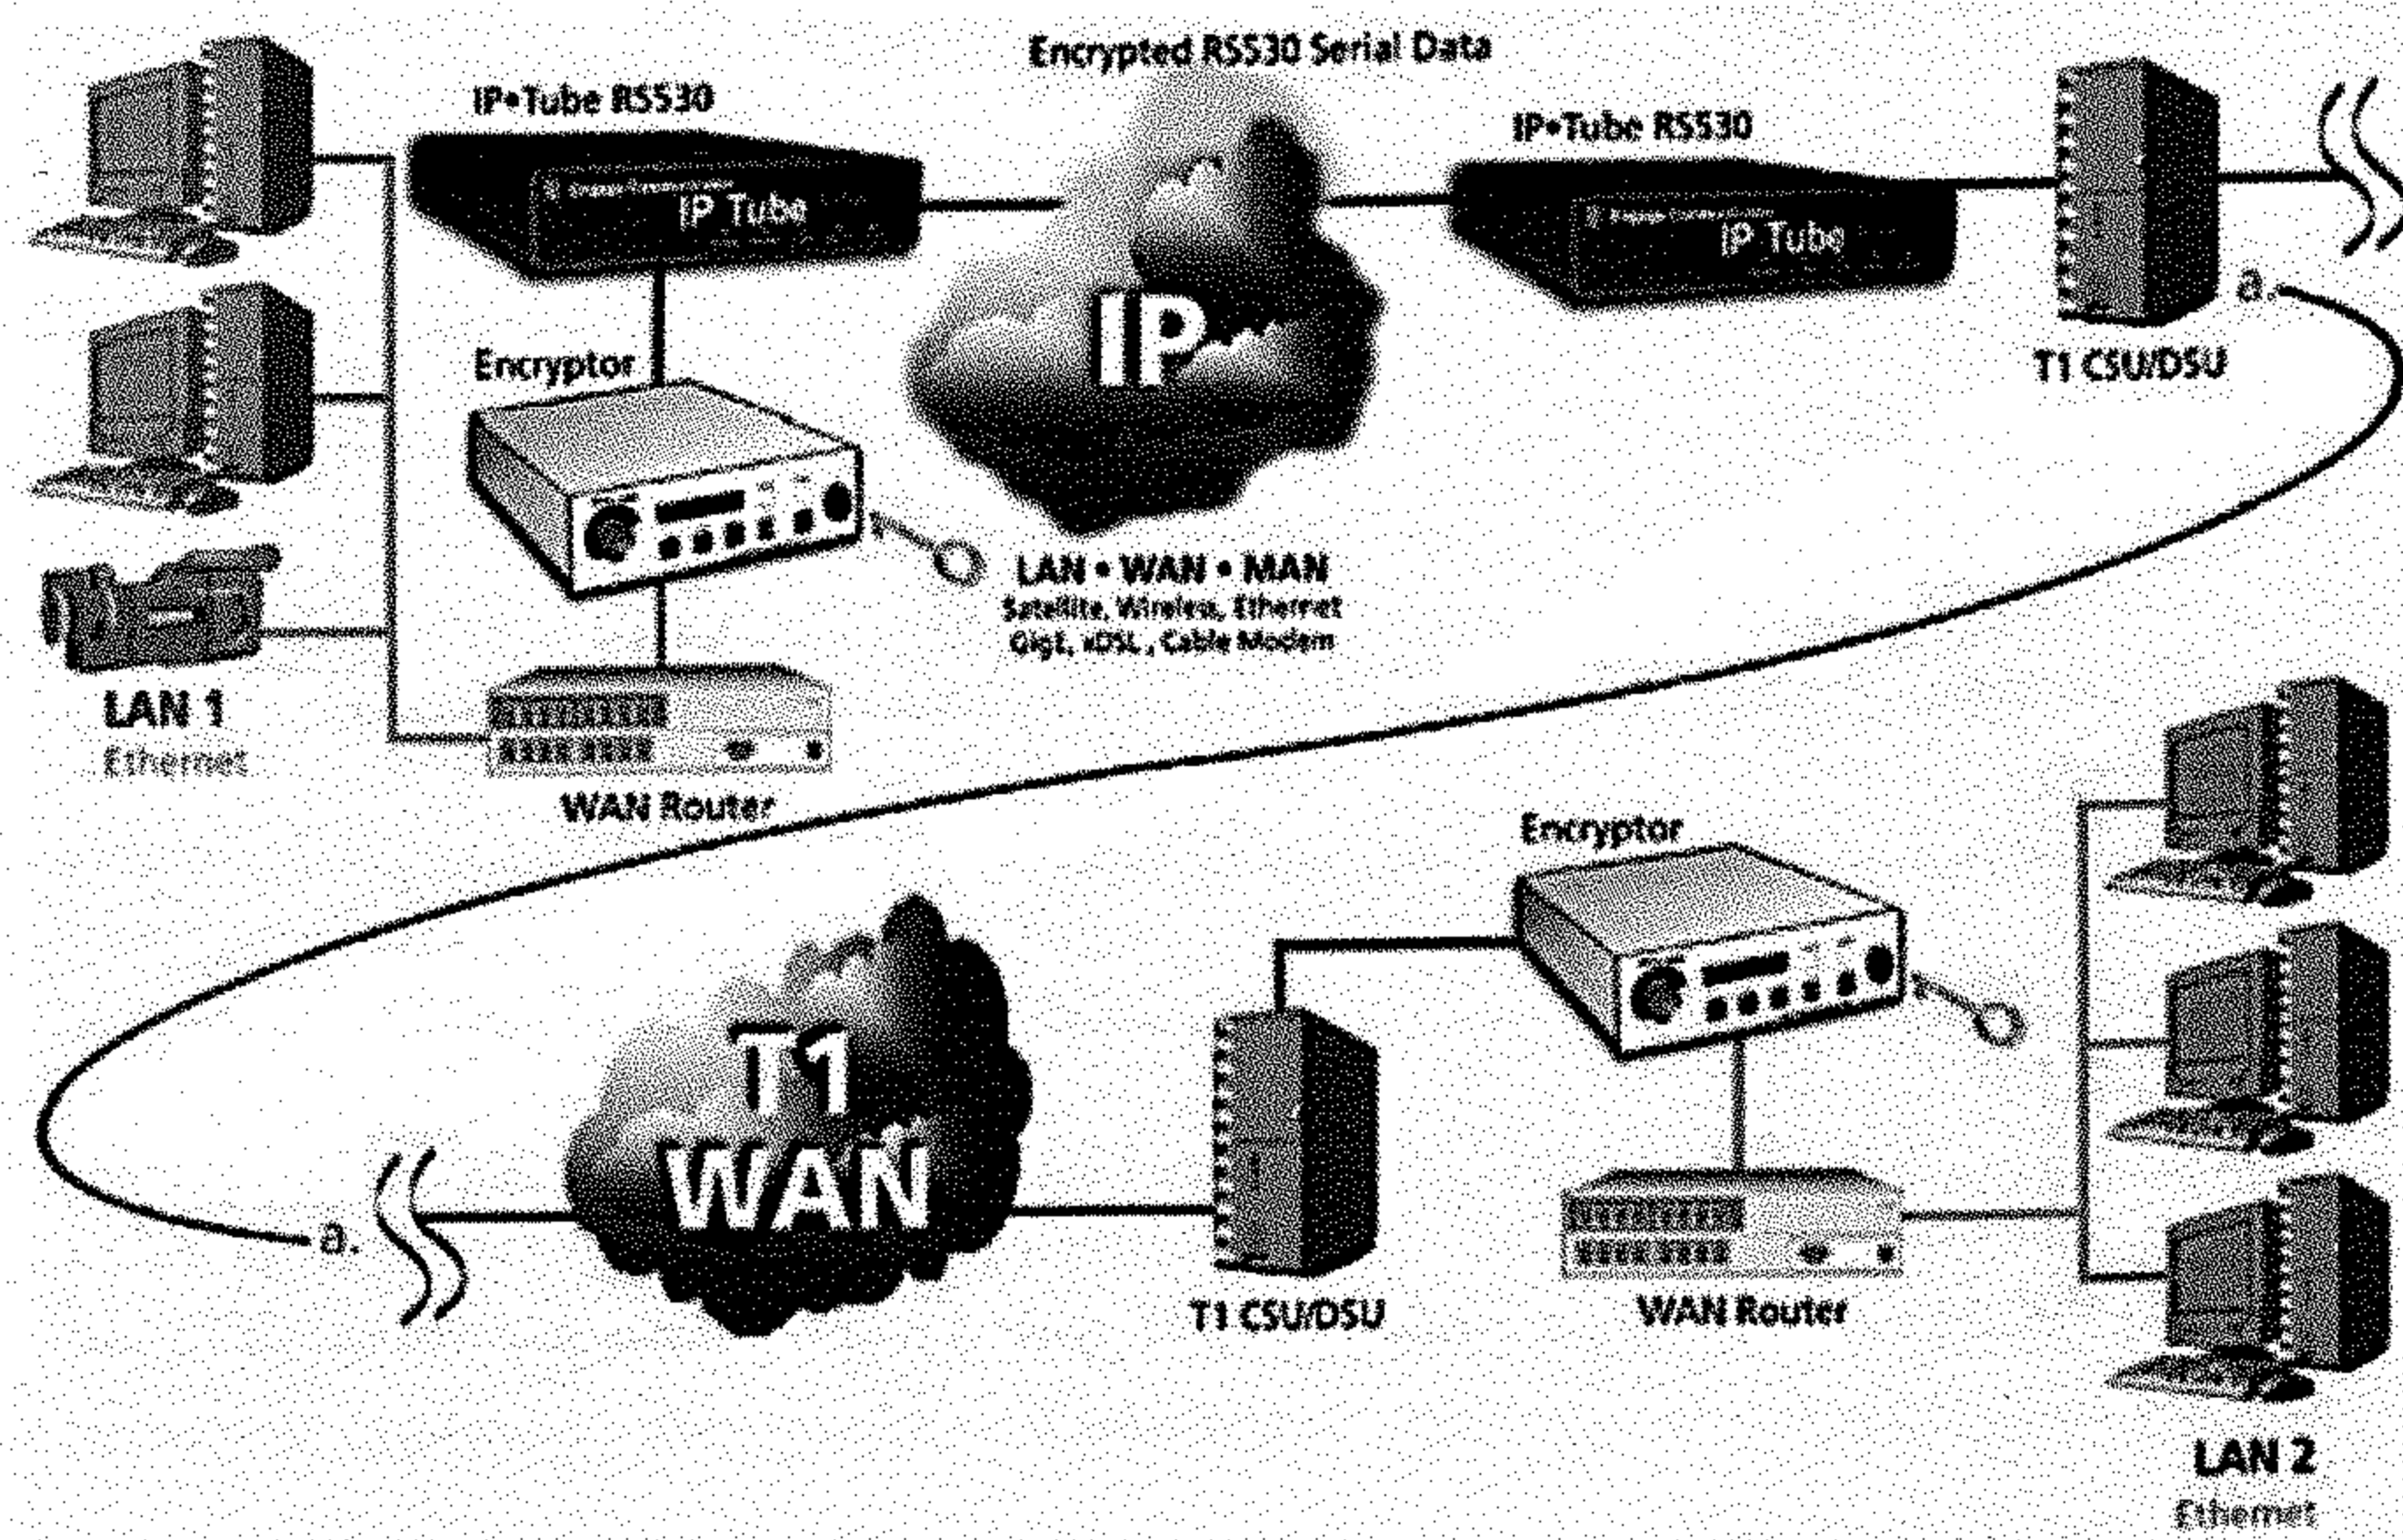 Encrypted RS530 Serial Data
IP•Tube RS530
IP•Tube RS530
IP Tube
IP Tube
a.
Encryptor
IP
T1 CSU/DSU
LAN • WAN • MAN
Satellite, Wireless, Ethernet
GigE, xDSL, Cable Modem
LAN 1
Ethernet
WAN Router
Encryptor
T1
WAN
a.
T1 CSU/DSU
WAN Router
LAN 2
Ethernet